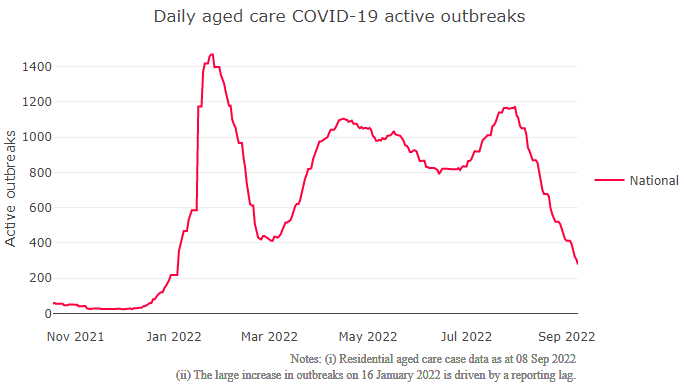 Daily aged care COVID-19 active outbreaks
Active outbreaks
1400
1200
1000
800
600
400
200
0
Nov 2021 Jan 2022 Mar 2022 May 2022 Jul 2022 Sep 2022
National
Notes: (i) Residential aged care case data as at 08 Sep 2022
(ii) The large increase in outbreaks on 16 January 2022 is driven by a reporting lag.